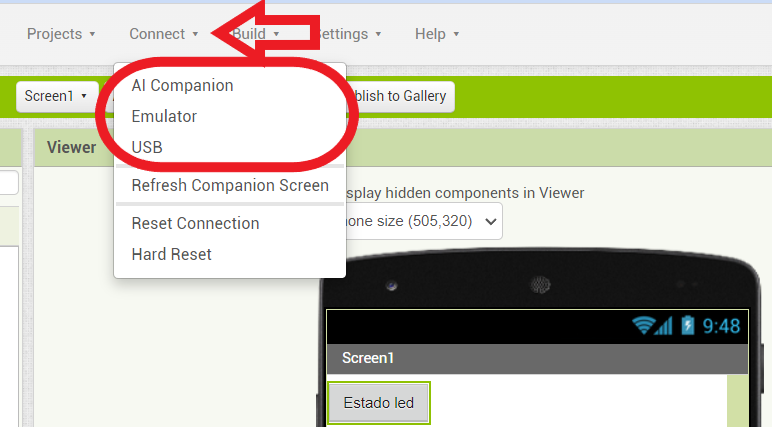 Projects Connect Build Settings Help
Screen1 blish to Gallery
AI Companion
Emulator
USB
Viewer
Refresh Companion Screen
Reset Connection
Hard Reset
splay hidden components in Viewer
one size (505,320)
9:48
Screen1
Estado led